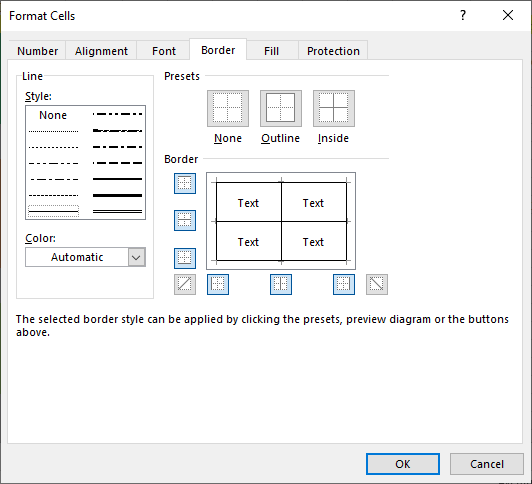 Format Cells
?
Number Alignment Font Border Fill Protection
Line
Style:
None
Color:
Automatic
Presets
None Outline Inside
Border
Text Text
Text Text
The selected border style can be applied by clicking the presets, preview diagram or the buttons
above.
OK Cancel